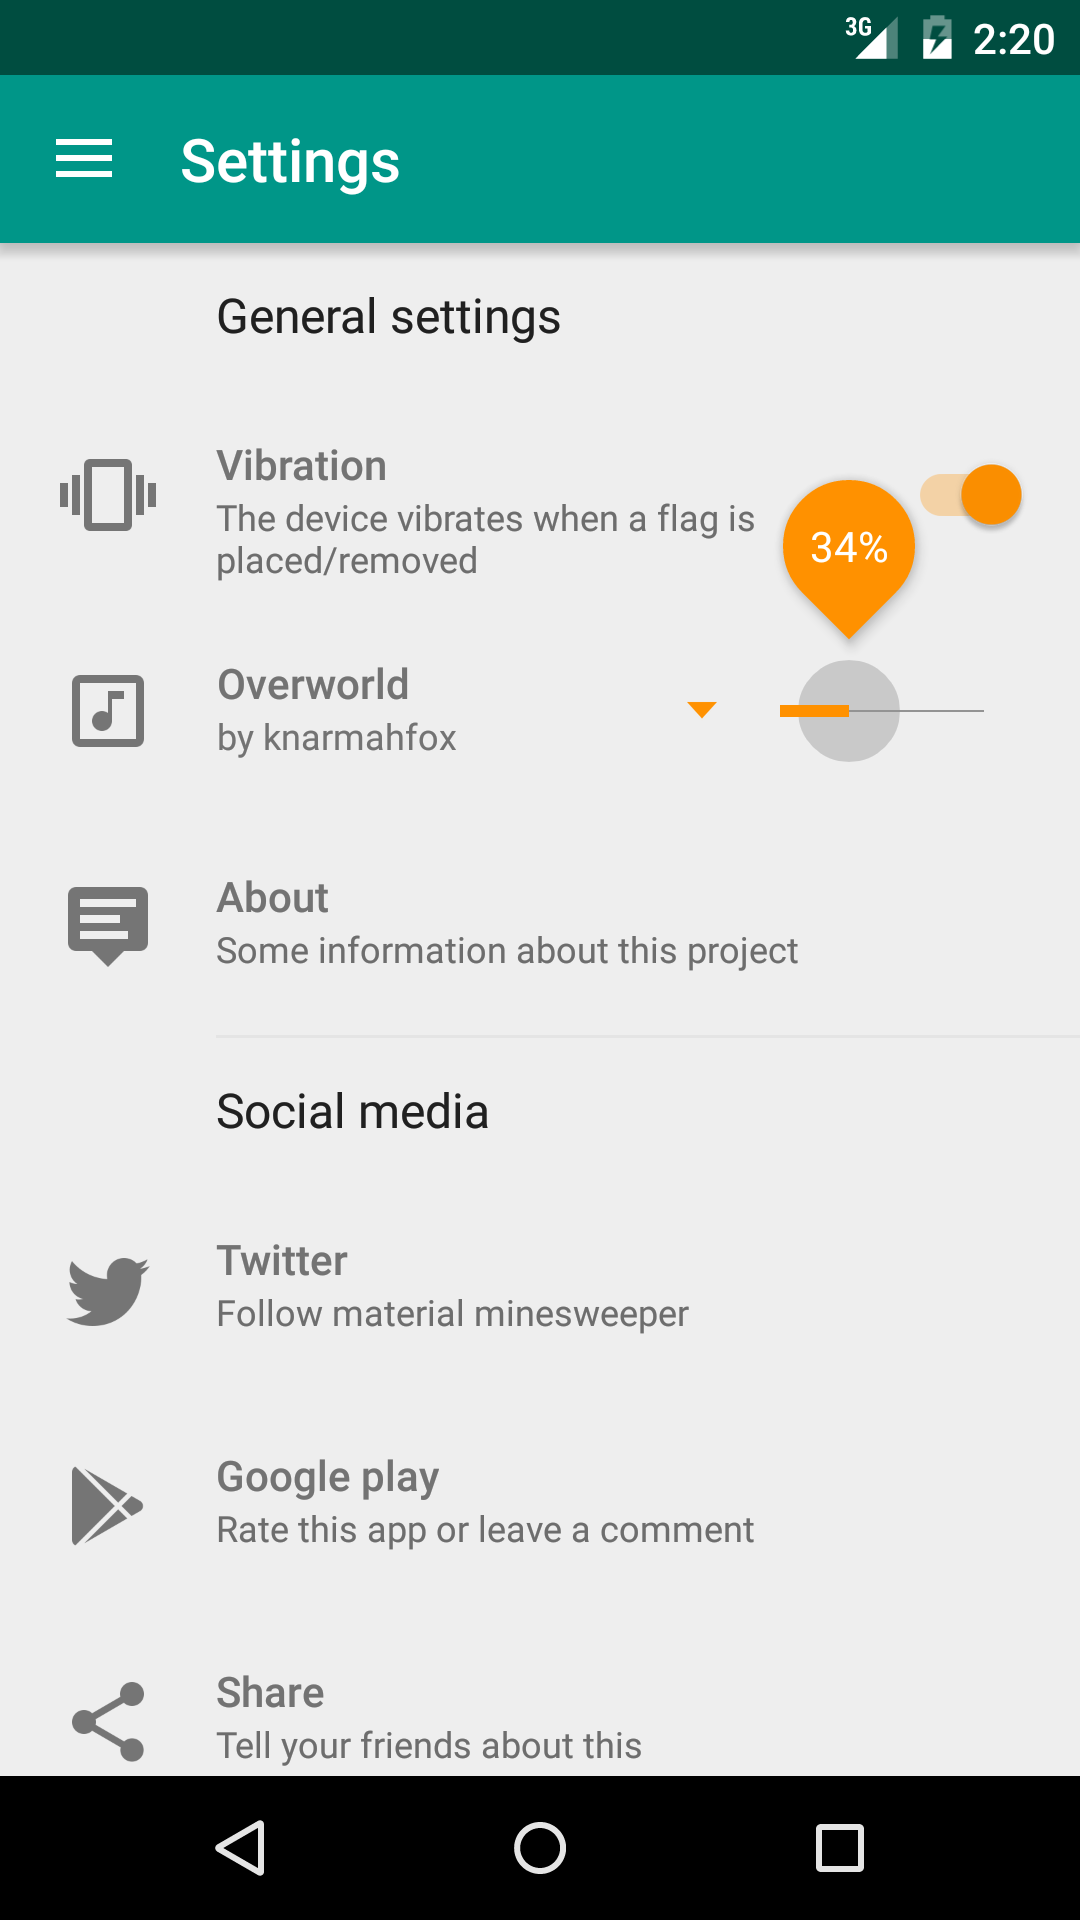 3G 2:20
Settings
General settings
Vibration
The device vibrates when a flag is
placed/removed
34%
Overworld
by knarmahfox
About
Some information about this project
Social media
Twitter
Follow material minesweeper
Google play
Rate this app or leave a comment
Share
Tell your friends about this